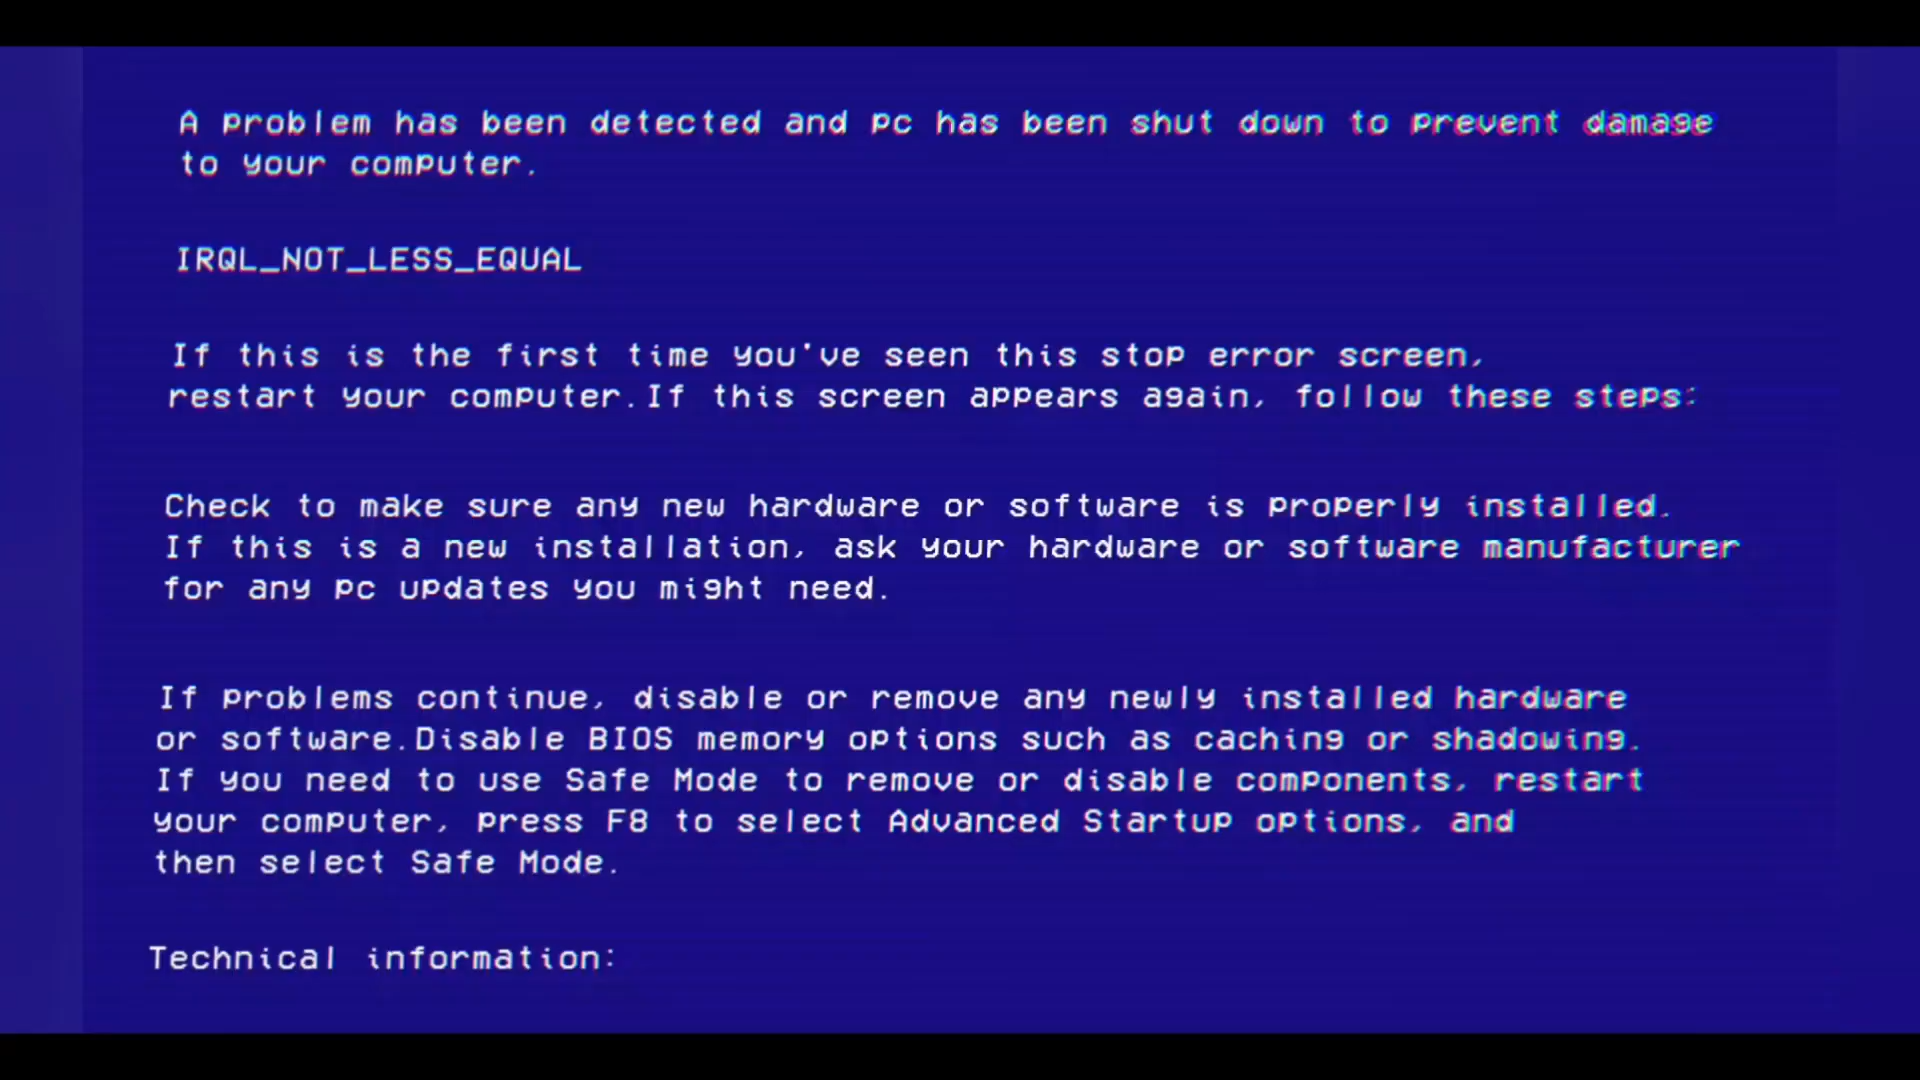 A problem has been detected and pc has been shut down to prevent damage
to your computer.
IRQL_NOT_LESS_EQUAL
If this is the first time you've seen this stop error screen,
restart your computer.If this screen appears again, follow these steps:
Check to make sure any new hardware or software is properly installed.
If this is a new installation, ask your hardware or software manufacturer
for any pc updates you might need.
If problems continue, disable or remove any newly installed hardware
or software.Disable BIOS memory options such as caching or shadowing.
If you need to use Safe Mode to remove or disable components, restart
your computer, press F8 to select Advanced Startup options, and
then select Safe Mode.
Technical information: